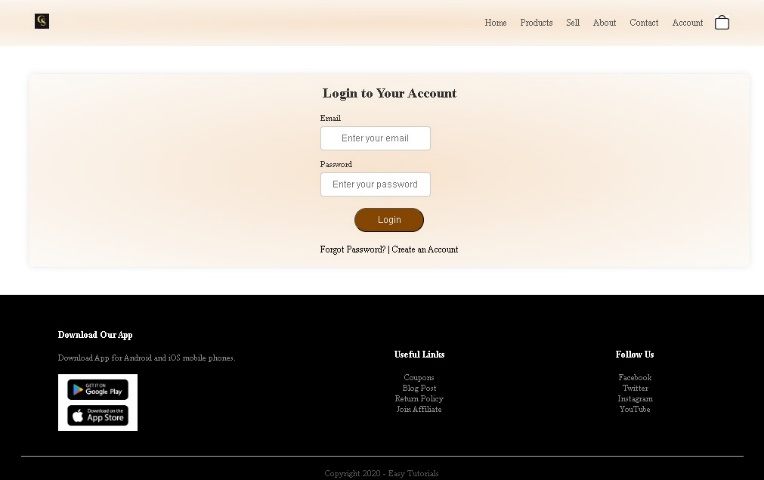 CS
Home Products Sell About Contact Account
Login to Your Account
Email
Enter your email
Password
Enter your password
Login
Forgot Password? | Create an Account
Download Our App
Download App for Android and iOS mobile phones.
GET IT ON
Google Play
Download on the
App Store
Useful Links
Coupons
Blog Post
Return Policy
Join Affiliate
Follow Us
Facebook
Twitter
Instagram
YouTube
Copyright 2020 - Easy Tutorials